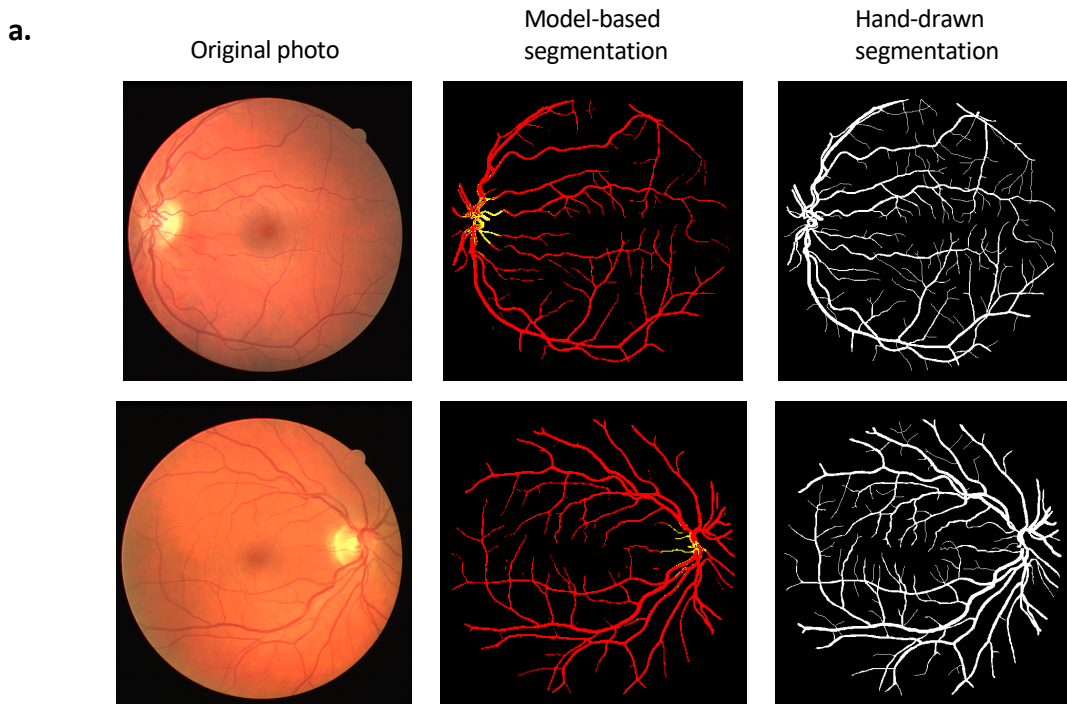 a.
Original photo
Model-based
segmentation
Hand-drawn
segmentation